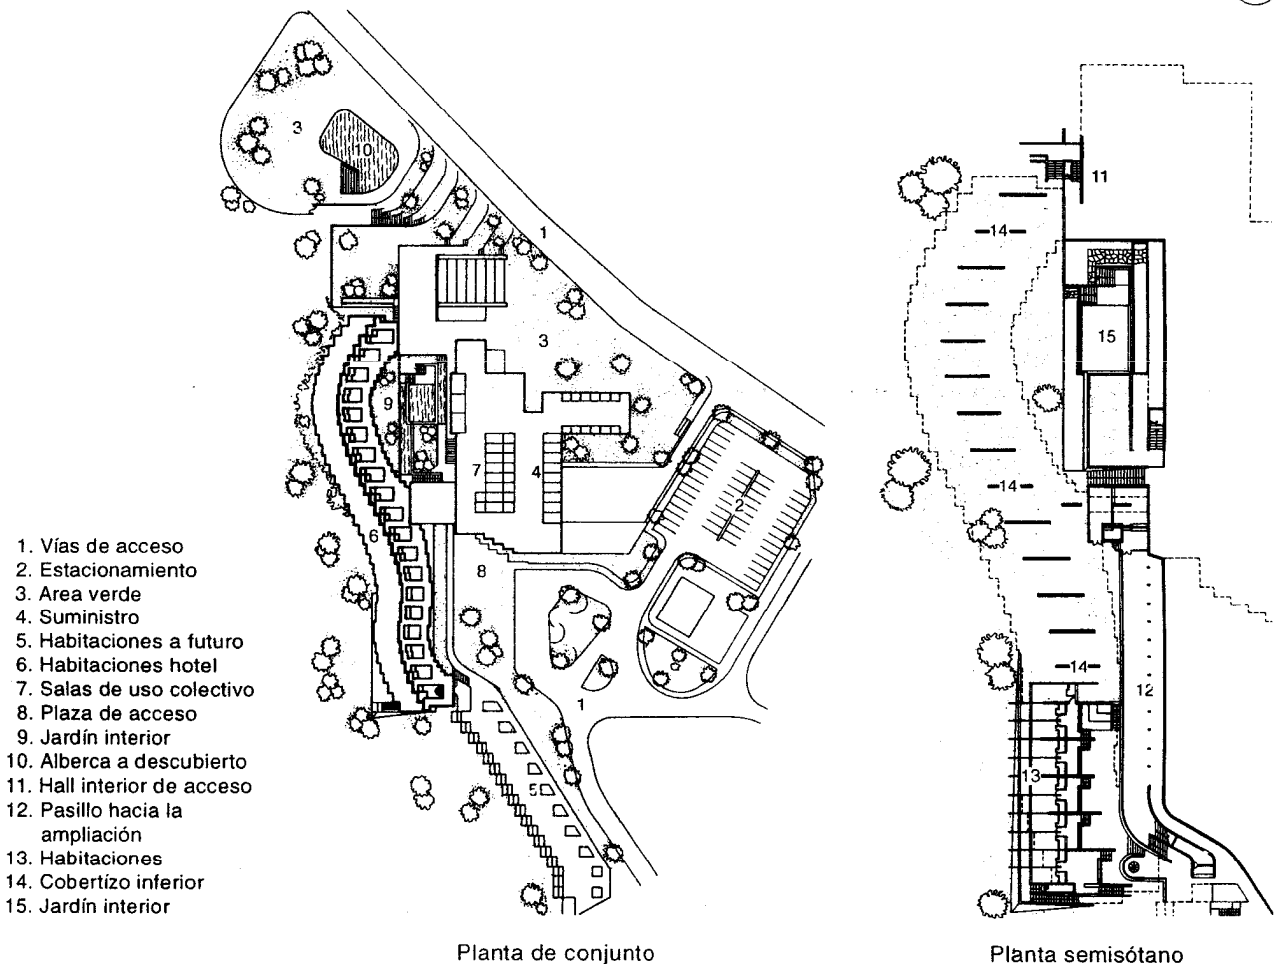 1. Vías de acceso
2. Estacionamiento
3. Area verde
4. Suministro
5. Habitaciones a futuro
6. Habitaciones hotel
7. Salas de uso colectivo
8. Plaza de acceso
9. Jardín interior
10. Alberca a descubierto
11. Hall interior de acceso
12. Pasillo hacia la
ampliación
13. Habitaciones
14. Cobertízo inferior
15. Jardín interior
3
10
1
3
9
7
4
2
6
8
1
5
Planta de conjunto
11
14
15
14
14
12
13
Planta semisótano